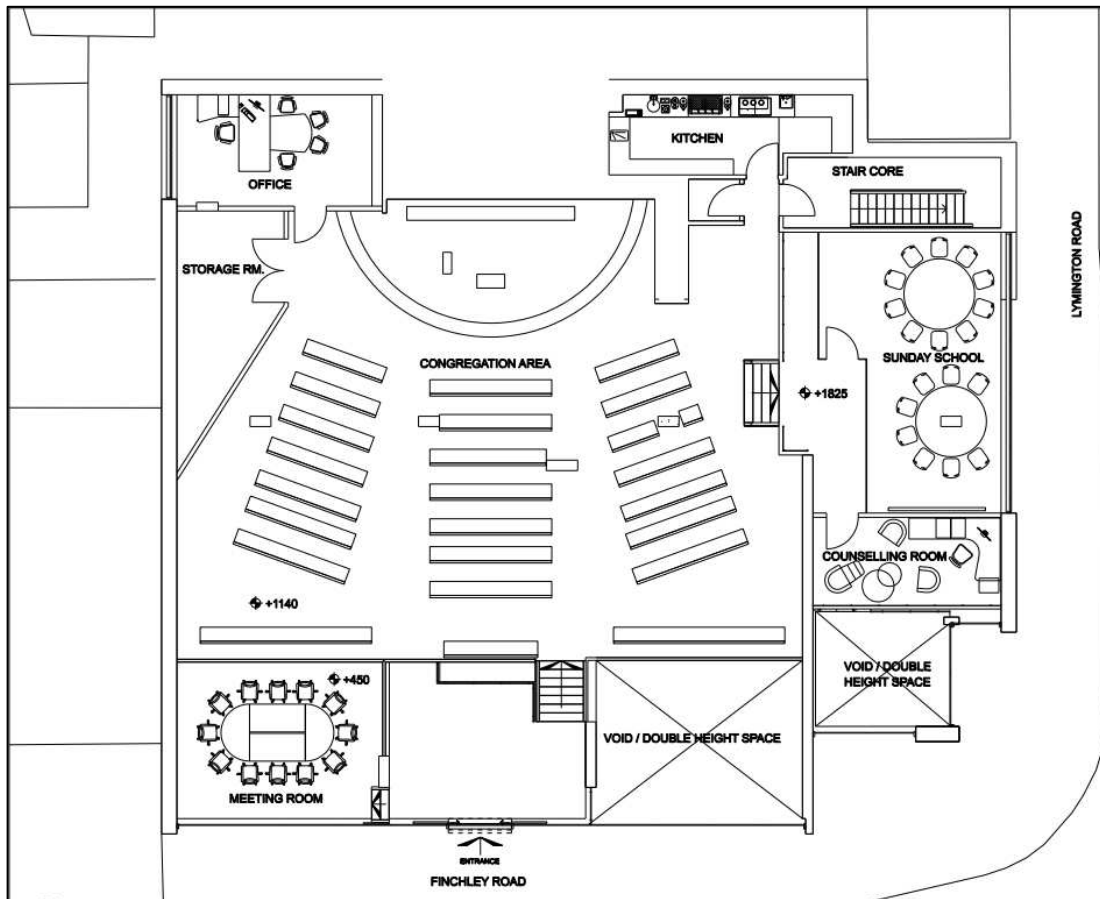 KITCHEN
STAIR CORE
OFFICE
LYMINGTON ROAD
STORAGE RM.
SUNDAY SCHOOL
CONGREGATION AREA
+1825
COUNSELLING ROOM
+1140
VOID / DOUBLE
HEIGHT SPACE
+450
VOID / DOUBLE HEIGHT SPACE
MEETING ROOM
ENTRANCE
FINCHLEY ROAD